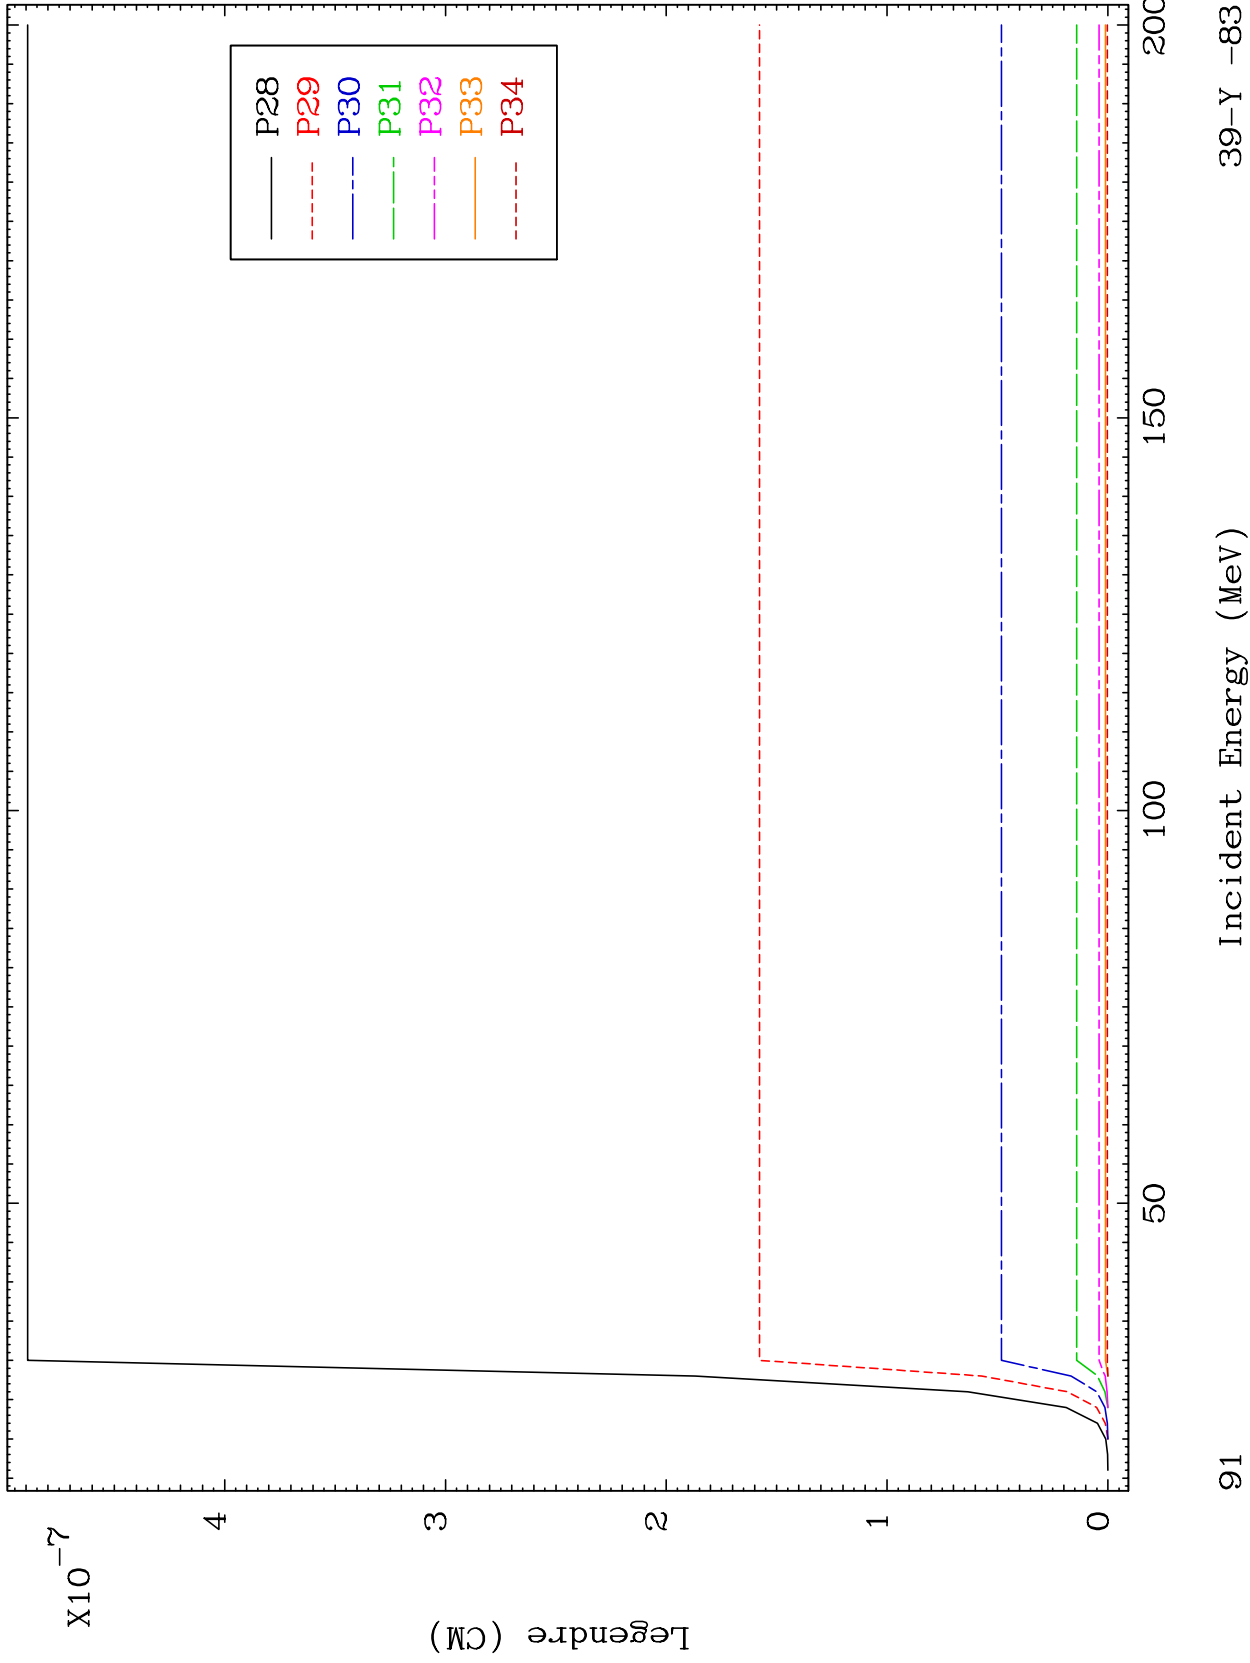 X10-7
4
3
2
1
0
Legendre (CM)
P28
P29
P30
P31
P32
P33
P34
50
100
150
200
Incident Energy (MeV)
91
39-Y -83